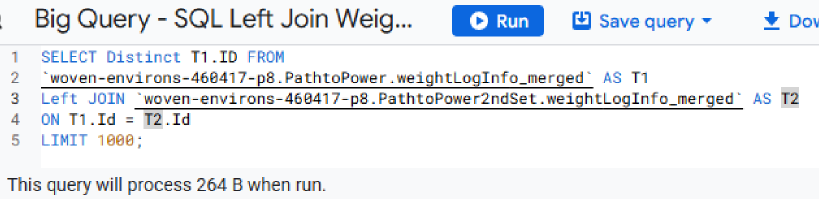 Big Query - SQL Left Join Weig... Run Save query Dov
1 SELECT Distinct T1.ID FROM
2 `woven-environs-460417-p8.PathtoPower.weightLogInfo_merged` AS T1
3 Left JOIN `woven-environs-460417-p8.PathtoPower2ndSet.weightLogInfo_merged` AS T2
4 ON T1.Id = T2.Id
5 LIMIT 1000;
This query will process 264 B when run.